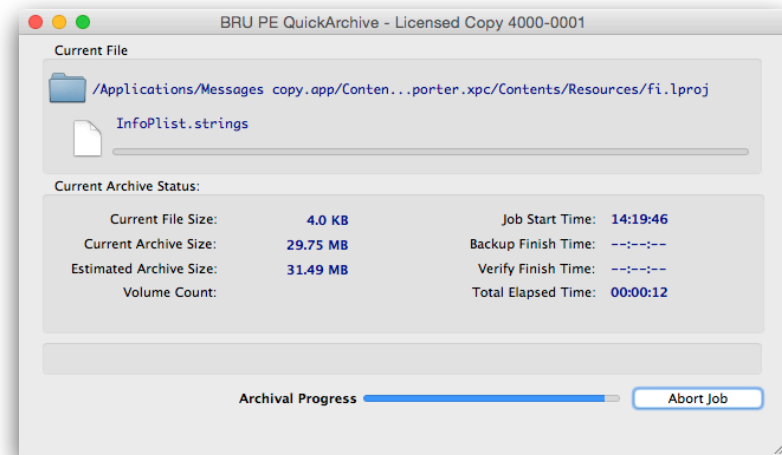 BRU PE QuickArchive - Licensed Copy 4000-0001
Current File
/Applications/Messages copy.app/Conten...porter.xpc/Contents/Resources/fi.lproj
InfoPlist.strings
Current Archive Status:
Current File Size: 4.0 KB Job Start Time: 14:19:46
Current Archive Size: 29.75 MB Backup Finish Time: --:--:--
Estimated Archive Size: 31.49 MB Verify Finish Time: --:--:--
Volume Count: Total Elapsed Time: 00:00:12
Archival Progress Abort Job